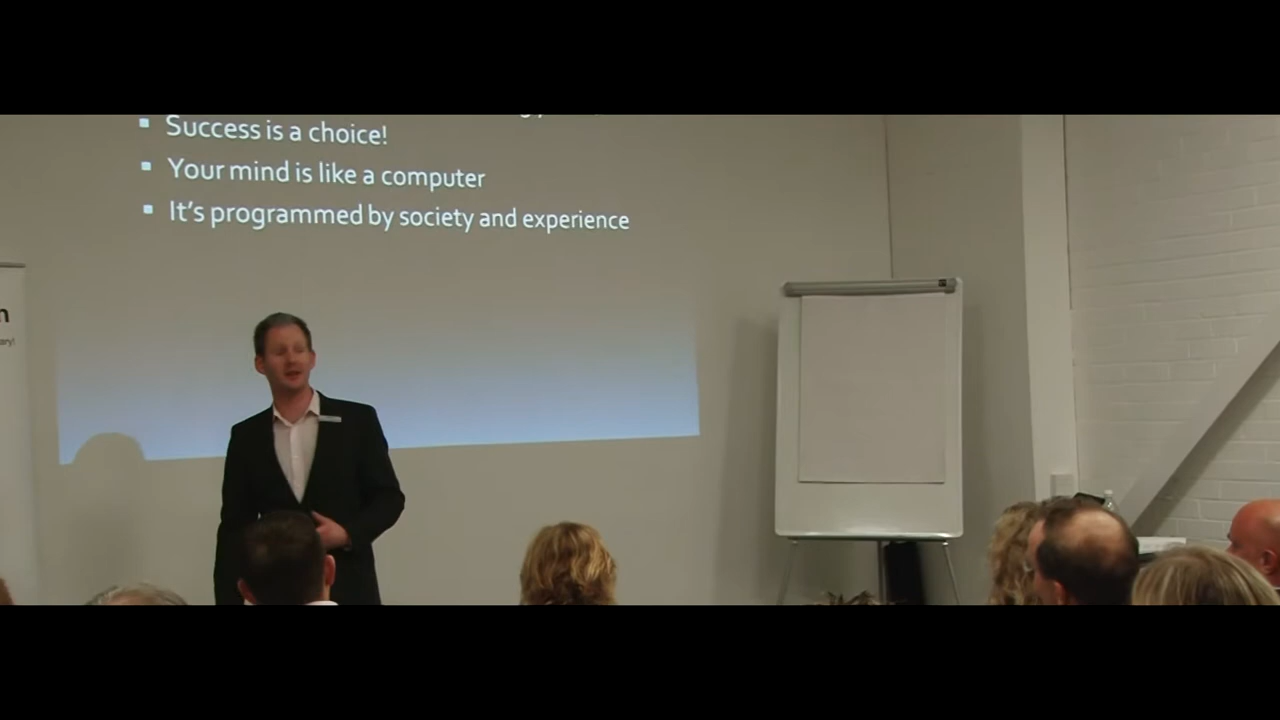 Success is a choice!
Your mind is like a computer
It's programmed by society and experience